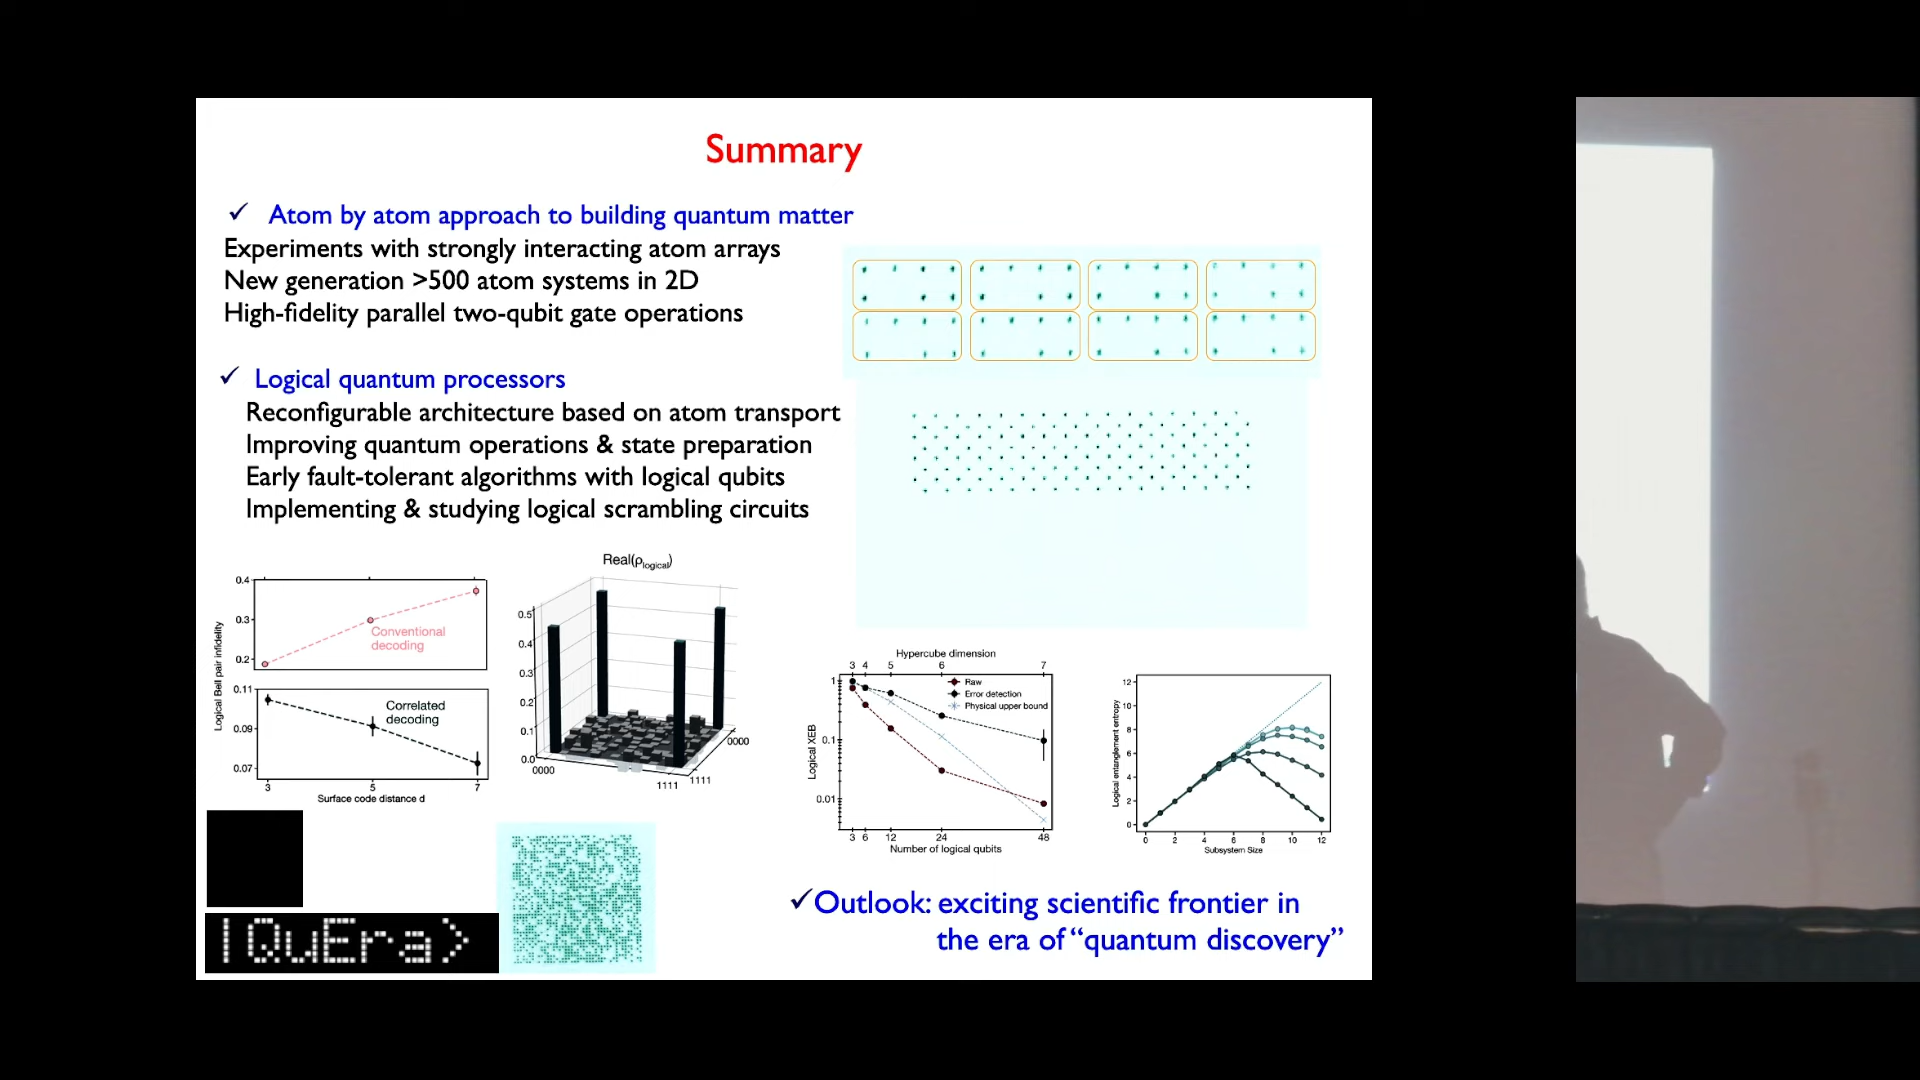 Summary
✓ Atom by atom approach to building quantum matter
Experiments with strongly interacting atom arrays
New generation >500 atom systems in 2D
High-fidelity parallel two-qubit gate operations
✓ Logical quantum processors
Reconfigurable architecture based on atom transport
Improving quantum operations & state preparation
Early fault-tolerant algorithms with logical qubits
Implementing & studying logical scrambling circuits
Logical Bell pair infidelity
0.4
0.3
0.2
Conventional
decoding
0.11
0.09
0.07
Correlated
decoding
3 5 7
Surface code distance d
Real(ρlogical)
0.5
0.4
0.3
0.2
0.1
0.0
0000
1111
1111
0000
Hypercube dimension
3 4 5 6 7
Logical XEB
1
0.1
0.01
Raw
Error detection
Physical upper bound
3 6 12 24 48
Number of logical qubits
Logical entanglement entropy
12
10
8
6
4
2
0
0 2 4 6 8 10 12
Subsystem Size
|QuEra>
✓Outlook: exciting scientific frontier in
the era of “quantum discovery”